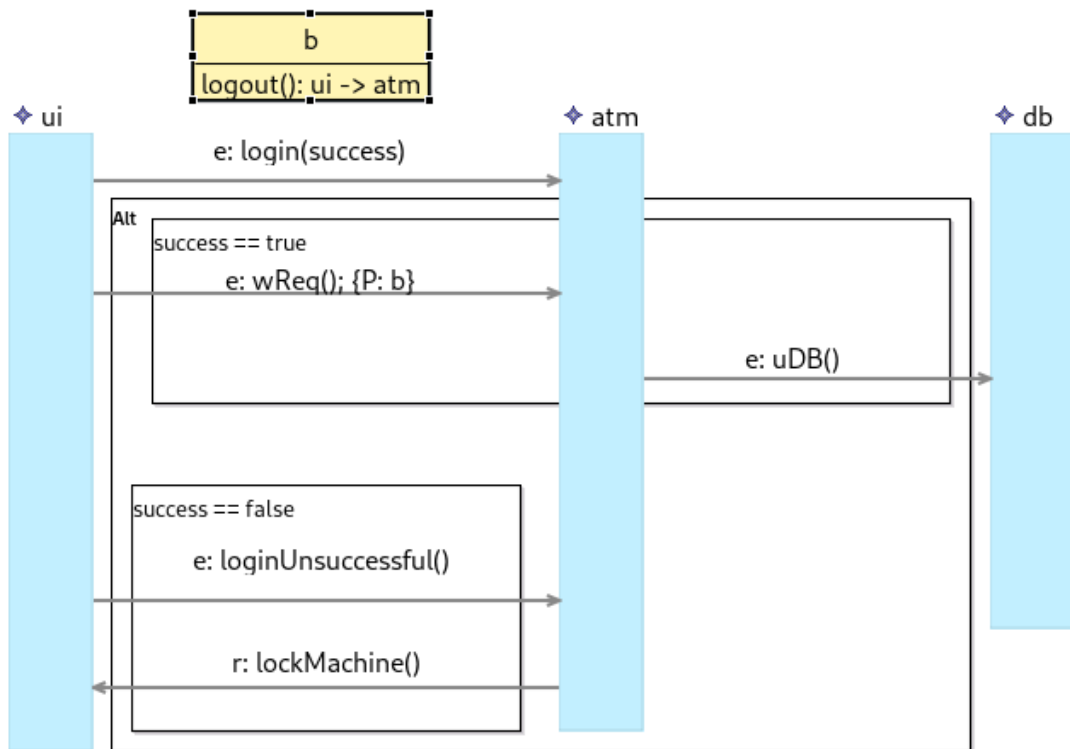 b
logout(): ui -> atm
ui
atm
db
e: login(success)
Alt
success == true
e: wReq(); {P: b}
e: uDB()
success == false
e: loginUnsuccessful()
r: lockMachine()